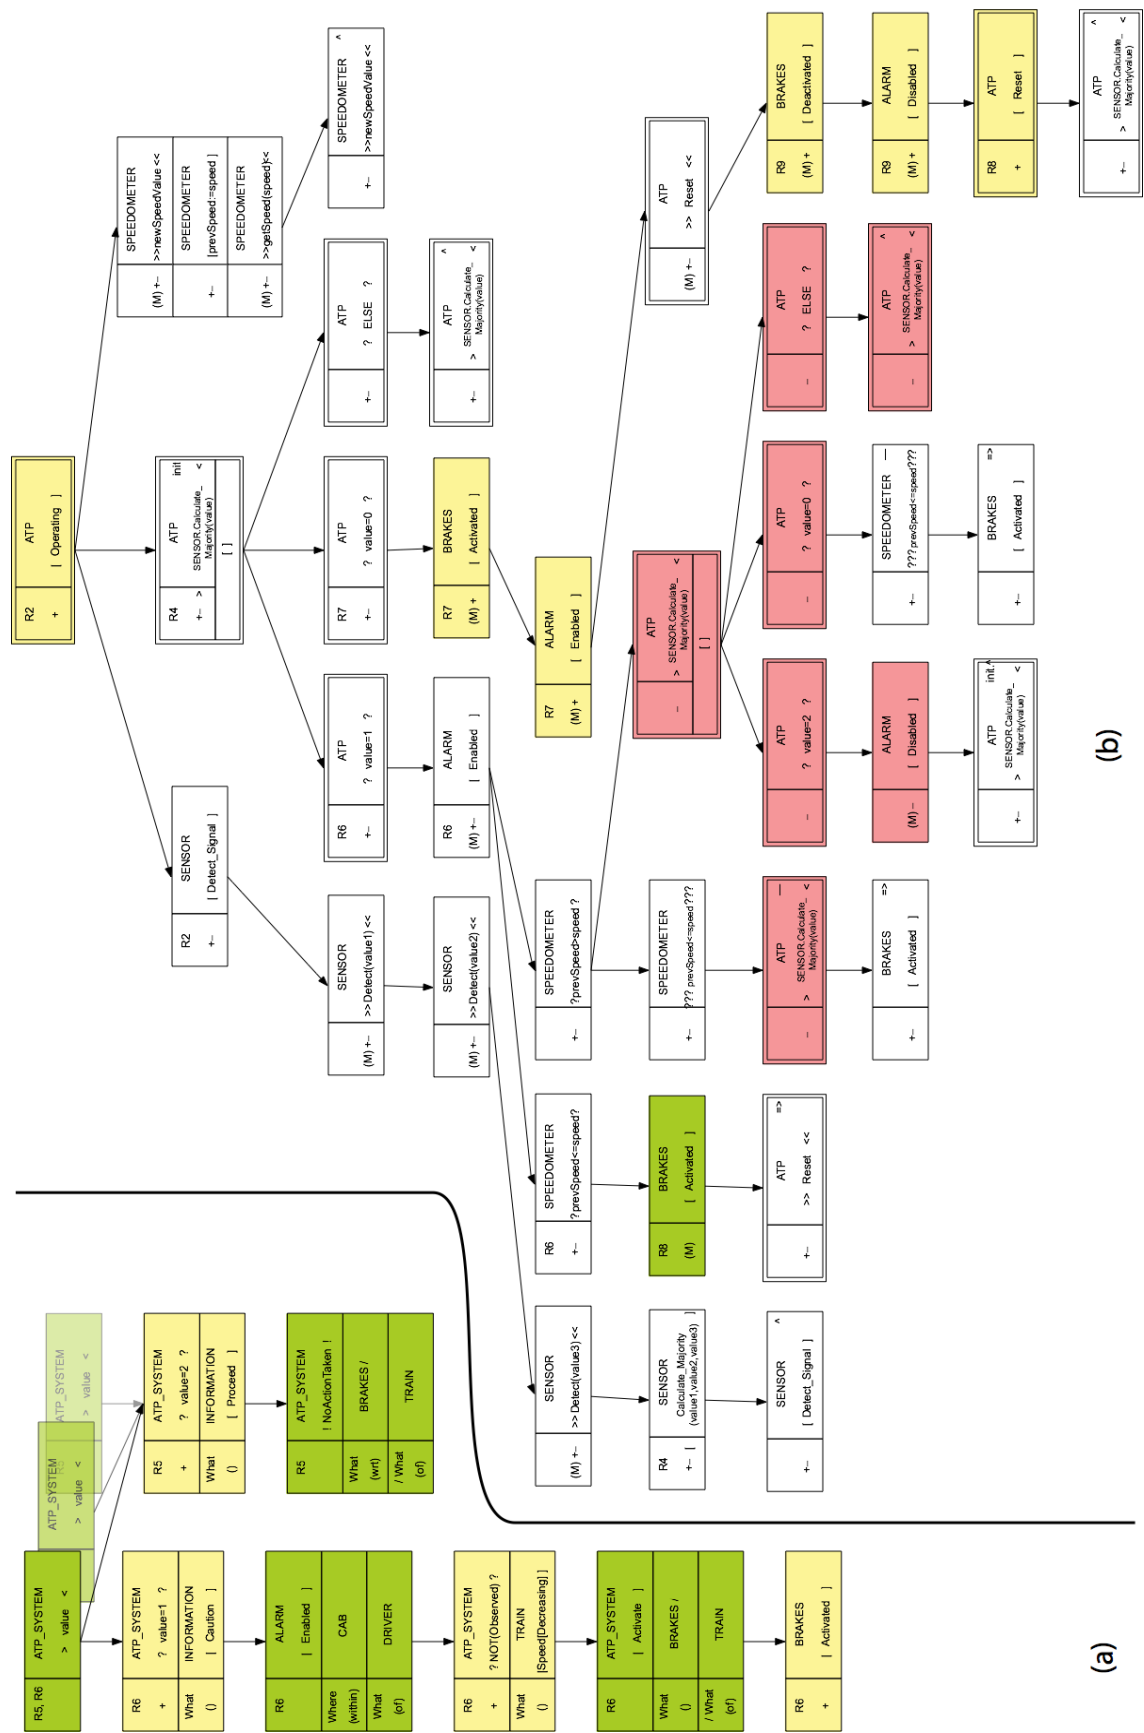 R5, R6
ATP_SYSTEM
> value <
ATP_SYSTEM
> value <
R5
ATP_SYSTEM
> value <
R6
+
ATP_SYSTEM
? value=1 ?
What
()
INFORMATION
[ Caution ]
R5
+
ATP_SYSTEM
? value=2 ?
What
()
INFORMATION
[ Proceed ]
R6
ALARM
[ Enabled ]
Where
(within)
CAB
What
(of)
DRIVER
R5
ATP_SYSTEM
! NoActionTaken !
What
(wrt)
BRAKES /
/ What
(of)
TRAIN
R6
+
ATP_SYSTEM
? NOT(Observed) ?
What
()
TRAIN
|Speed[Decreasing] ]
R6
ATP_SYSTEM
[ Activate ]
What
()
BRAKES /
/ What
(of)
TRAIN
R6
+
BRAKES
[ Activated ]
(a)
R2
+
ATP
[ Operating ]
R2
+–
SENSOR
[ Detect_Signal ]
R4
+–
ATP init
> SENSOR.Calculate_ <
Majority(value)
[ ]
(M) +–
SPEEDOMETER
>>newSpeedValue <<
+–
SPEEDOMETER
[prevSpeed:=speed ]
(M) +–
SPEEDOMETER
>>getSpeed(speed)<<
+–
SPEEDOMETER ^
>>newSpeedValue <<
(M) +–
SENSOR
>>Detect(value1) <<
(M) +–
SENSOR
>>Detect(value2) <<
R6
+–
ATP
? value=1 ?
R7
+–
ATP
? value=0 ?
+–
ATP
? ELSE ?
R6
(M) +–
ALARM
[ Enabled ]
R7
(M) +
BRAKES
[ Activated ]
+–
ATP ^
> SENSOR.Calculate_ <
Majority(value)
(M) +–
SENSOR
>> Detect(value3) <<
R6
+–
SPEEDOMETER
?prevSpeed<=speed?
+–
SPEEDOMETER
?prevSpeed>speed ?
R7
(M) +
ALARM
[ Enabled ]
R4
+– [
SENSOR
Calculate_Majority
(value1,value2,value3) ]
R8
(M)
BRAKES
[ Activated ]
+–
SPEEDOMETER
??? prevSpeed<=speed ???
–
ATP
> SENSOR.Calculate_ <
Majority(value)
[ ]
(M) +–
ATP
>> Reset <<
+–
SENSOR ^
[ Detect_Signal ]
+–
ATP =>
>> Reset <<
–
ATP —
> SENSOR.Calculate_ <
Majority(value)
–
ATP
? value=2 ?
–
ATP
? value=0 ?
–
ATP
? ELSE ?
R9
(M) +
BRAKES
[ Deactivated ]
+–
BRAKES =>
[ Activated ]
(M) –
ALARM
[ Disabled ]
+–
SPEEDOMETER —
???prevSpeed<=speed???
–
ATP ^
> SENSOR.Calculate_ <
Majority(value)
R9
(M) +
ALARM
[ Disabled ]
+–
ATP init.^
> SENSOR.Calculate_ <
Majority(value)
+–
BRAKES =>
[ Activated ]
R8
+
ATP
[ Reset ]
+–
ATP ^
> SENSOR.Calculate_ <
Majority(value)
(b)